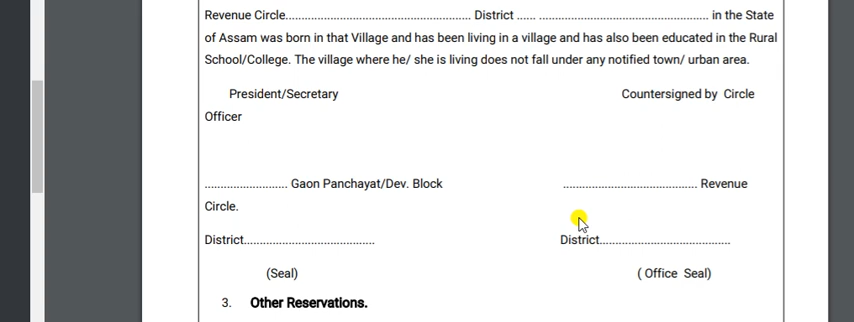 Revenue Circle........................................................... District ...... ...................................................... in the State
of Assam was born in that Village and has been living in a village and has also been educated in the Rural
School/College. The village where he/ she is living does not fall under any notified town/ urban area.
President/Secretary Countersigned by Circle
Officer
.......................... Gaon Panchayat/Dev. Block .......................................... Revenue
Circle.
District......................................... District.........................................
(Seal) ( Office Seal)
3. Other Reservations.